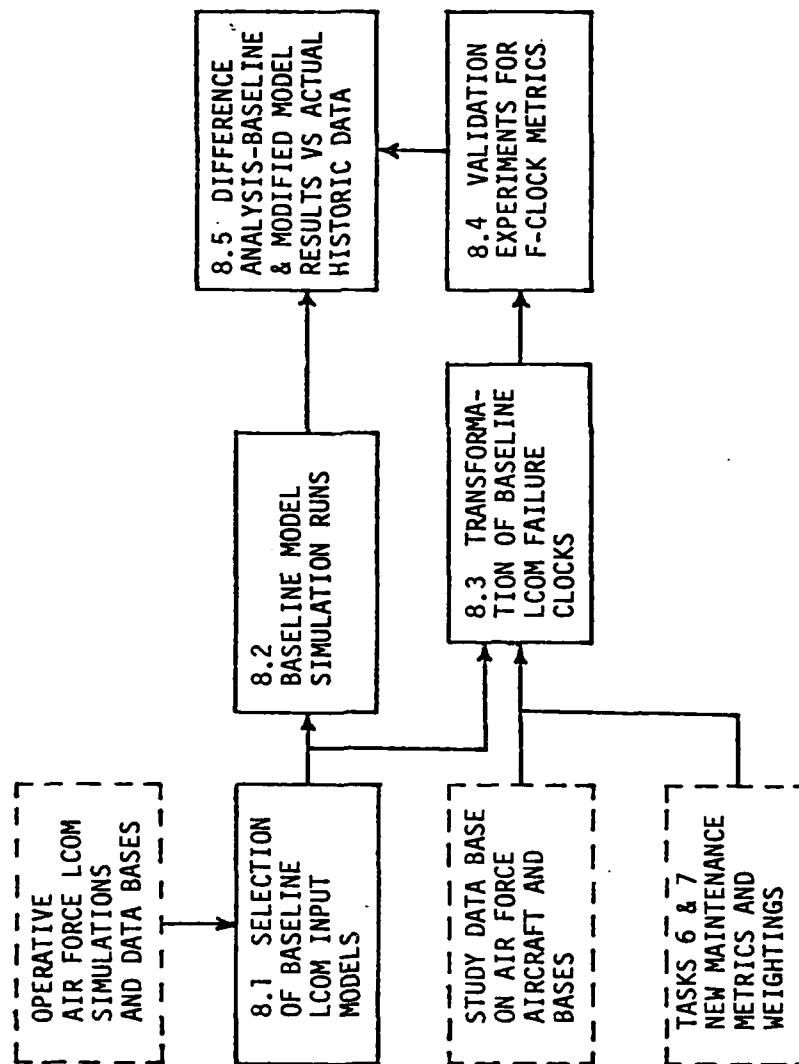 OPERATIVE
AIR FORCE LCOM
SIMULATIONS
AND DATA BASES
8.1 SELECTION
OF BASELINE
LCOM INPUT
MODELS
STUDY DATA BASE
ON AIR FORCE
AIRCRAFT AND
BASES
TASKS 6 & 7
NEW MAINTENANCE
METRICS AND
WEIGHTINGS
8.2
BASELINE MODEL
SIMULATION RUNS
8.3 TRANSFORMA-
TION OF BASELINE
LCOM FAILURE
CLOCKS
8.5 DIFFERENCE
ANALYSIS-BASELINE
& MODIFIED MODEL
RESULTS VS ACTUAL
HISTORIC DATA
8.4 VALIDATION
EXPERIMENTS FOR
F-CLOCK METRICS